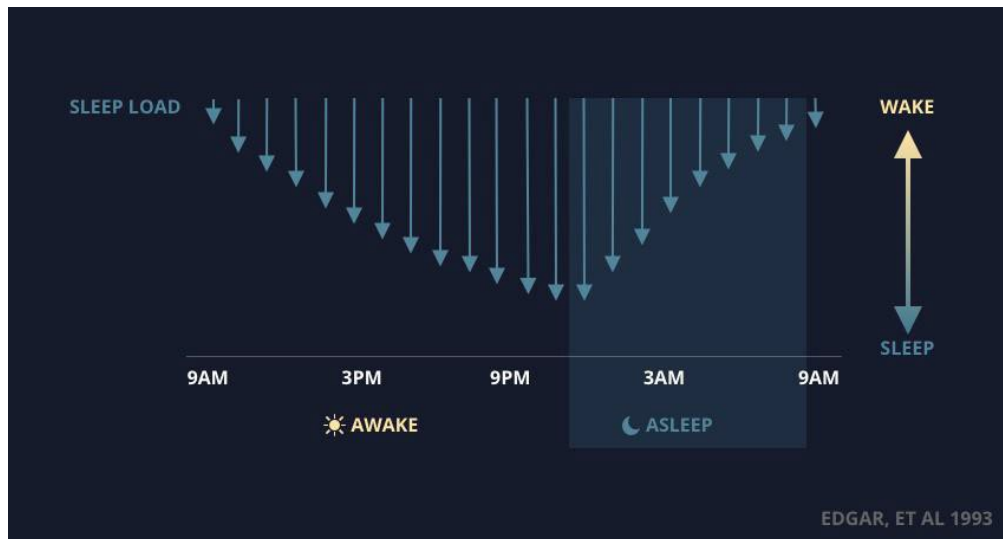 SLEEP LOAD
WAKE
SLEEP
9AM 3PM 9PM 3AM 9AM
AWAKE ASLEEP
EDGAR, ET AL 1993